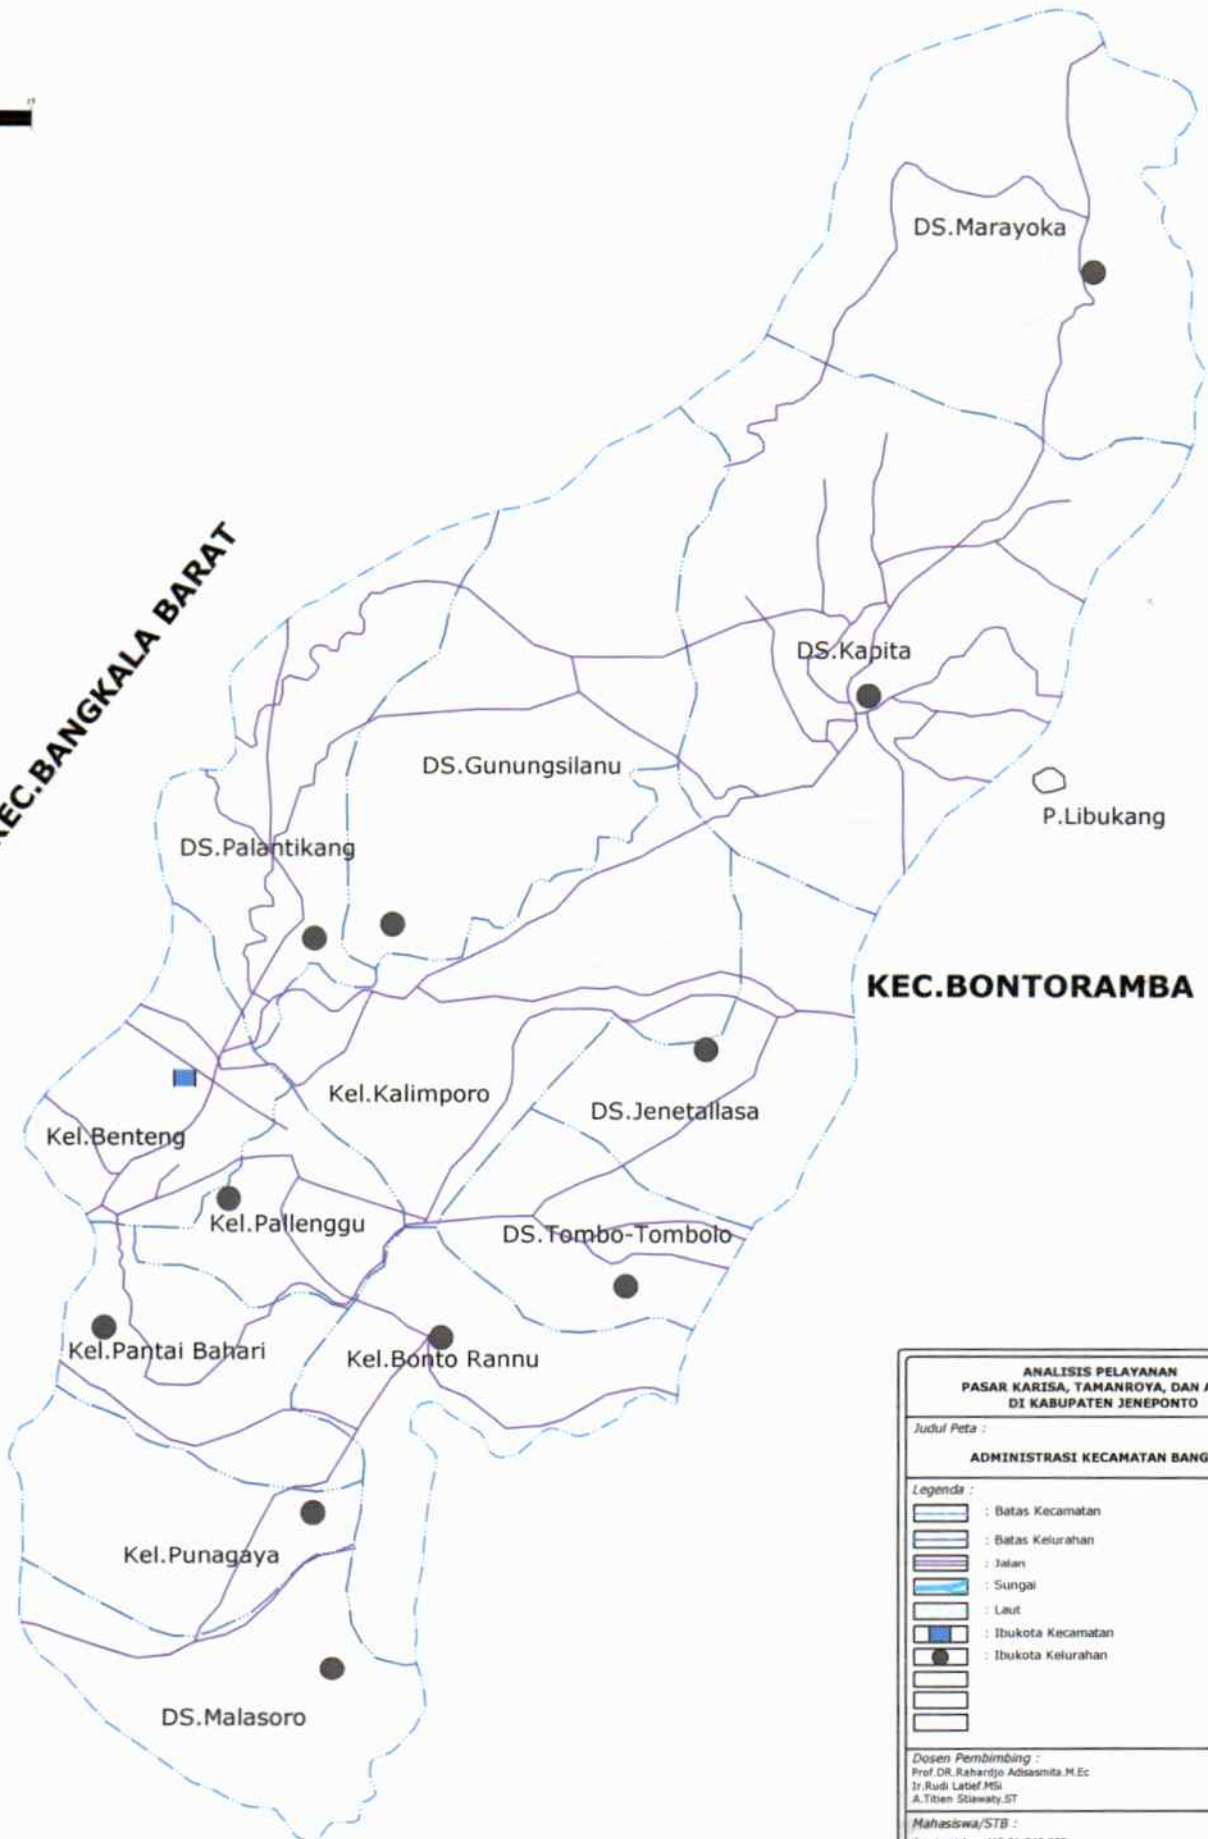 DS.Marayoka
KEC.BANGKALA BARAT
DS.Kapita
DS.Gunungsilanu
P.Libukang
DS.Palantikang
KEC.BONTORAMBA
Kel.Kalimporo
DS.Jenetallasa
Kel.Benteng
Kel.Pallenggu
DS.Tombo-Tombolo
Kel.Pantai Bahari
Kel.Bonto Rannu
Kel.Punagaya
DS.Malasoro
ANALISIS PELAYANAN
PASAR KARISA, TAMANROYA, DAN A
DI KABUPATEN JENEPONTO
Judul Peta :
ADMINISTRASI KECAMATAN BANG
Legenda :
: Batas Kecamatan
: Batas Kelurahan
: Jalan
: Sungai
: Laut
: Ibukota Kecamatan
: Ibukota Kelurahan
Dosen Pembimbing :
Prof.DR.Rahardjo Adisasmita.M.Ec
Ir.Rudi Latief.MSi
A.Titien Stiawaty.ST
Mahasiswa/STB :